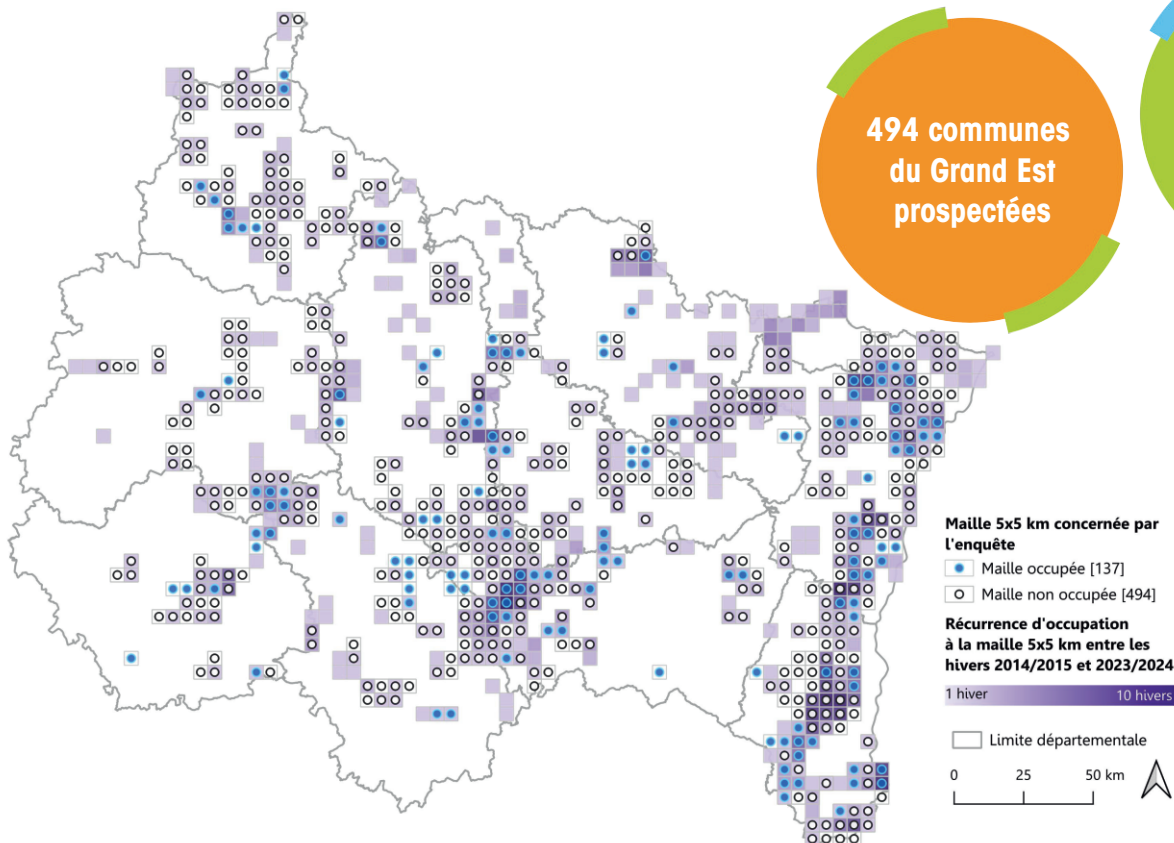 494 communes
du Grand Est
prospectées
Maille 5x5 km concernée par
l'enquête
Maille occupée [137]
Maille non occupée [494]
Récurrence d'occupation
à la maille 5x5 km entre les
hivers 2014/2015 et 2023/2024
1 hiver 10 hivers
Limite départementale
0 25 50 km